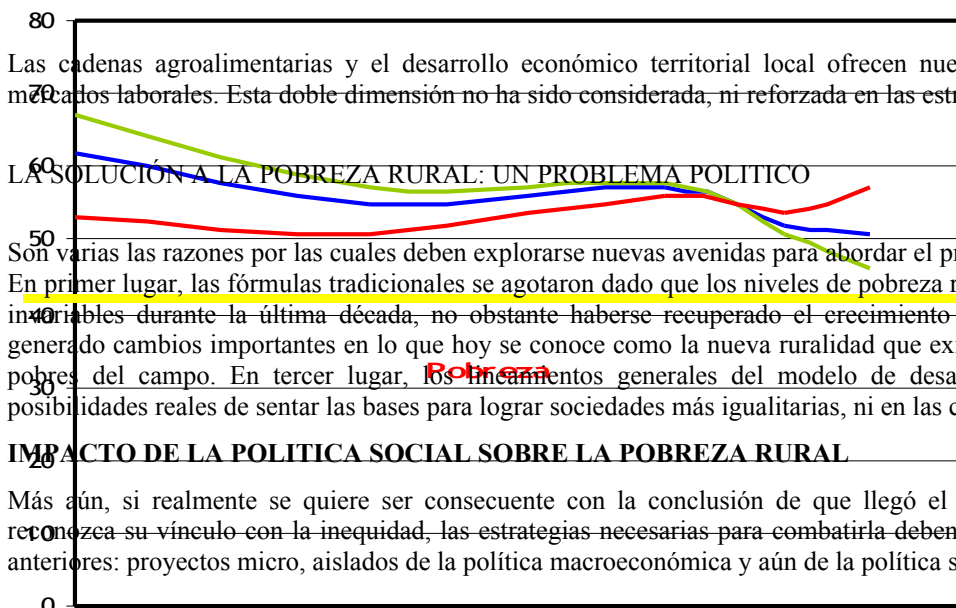 80
Las cadenas agroalimentarias y el desarrollo económico territorial local ofrecen
70
mercados laborales. Esta doble dimensión no ha sido considerada, ni reforzada en las
60
LA SOLUCIÓN A LA POBREZA RURAL: UN PROBLEMA POLITICO
50
Son varias las razones por las cuales deben explorarse nuevas avenidas para abordar el
En primer lugar, las fórmulas tradicionales se agotaron dado que los niveles de pobreza
40
invariables durante la última década, no obstante haberse recuperado el crecimiento
generado cambios importantes en lo que hoy se conoce como la nueva ruralidad que
Pobreza
30
pobres del campo. En tercer lugar, los lineamientos generales del modelo de
posibilidades reales de sentar las bases para lograr sociedades más igualitarias, ni en las
20
IMPACTO DE LA POLITICA SOCIAL SOBRE LA POBREZA RURAL
Más aún, si realmente se quiere ser consecuente con la conclusión de que llegó el
10
reconozca su vínculo con la inequidad, las estrategias necesarias para combatirla deben
anteriores: proyectos micro, aislados de la política macroeconómica y aún de la política
0